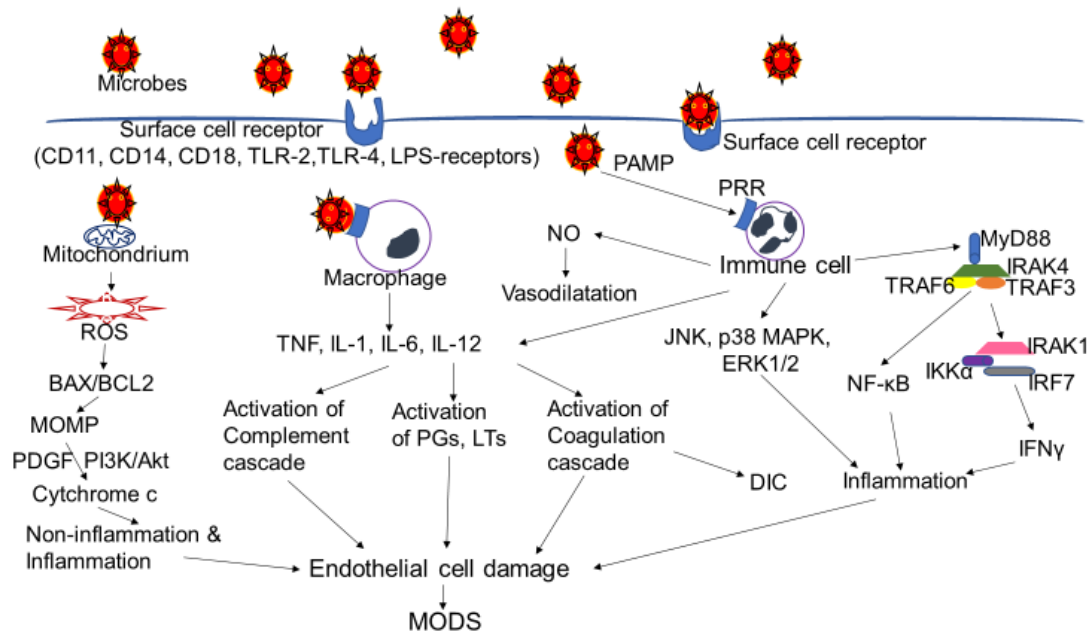 Microbes
Surface cell receptor
(CD11, CD14, CD18, TLR-2,TLR-4, LPS-receptors)
Surface cell receptor
PAMP
PRR
Mitochondrium
Macrophage
NO
Immune cell
MyD88
IRAK4
TRAF6
TRAF3
Vasodilatation
ROS
TNF, IL-1, IL-6, IL-12
JNK, p38 MAPK,
ERK1/2
IRAK1
IKKα
IRF7
NF-κB
BAX/BCL2
MOMP
PDGF PI3K/Akt
Cytchrome c
Non-inflammation &
Inflammation
Activation of
Complement
cascade
Activation
of PGs, LTs
Activation of
Coagulation
cascade
DIC
IFNγ
Inflammation
Endothelial cell damage
MODS